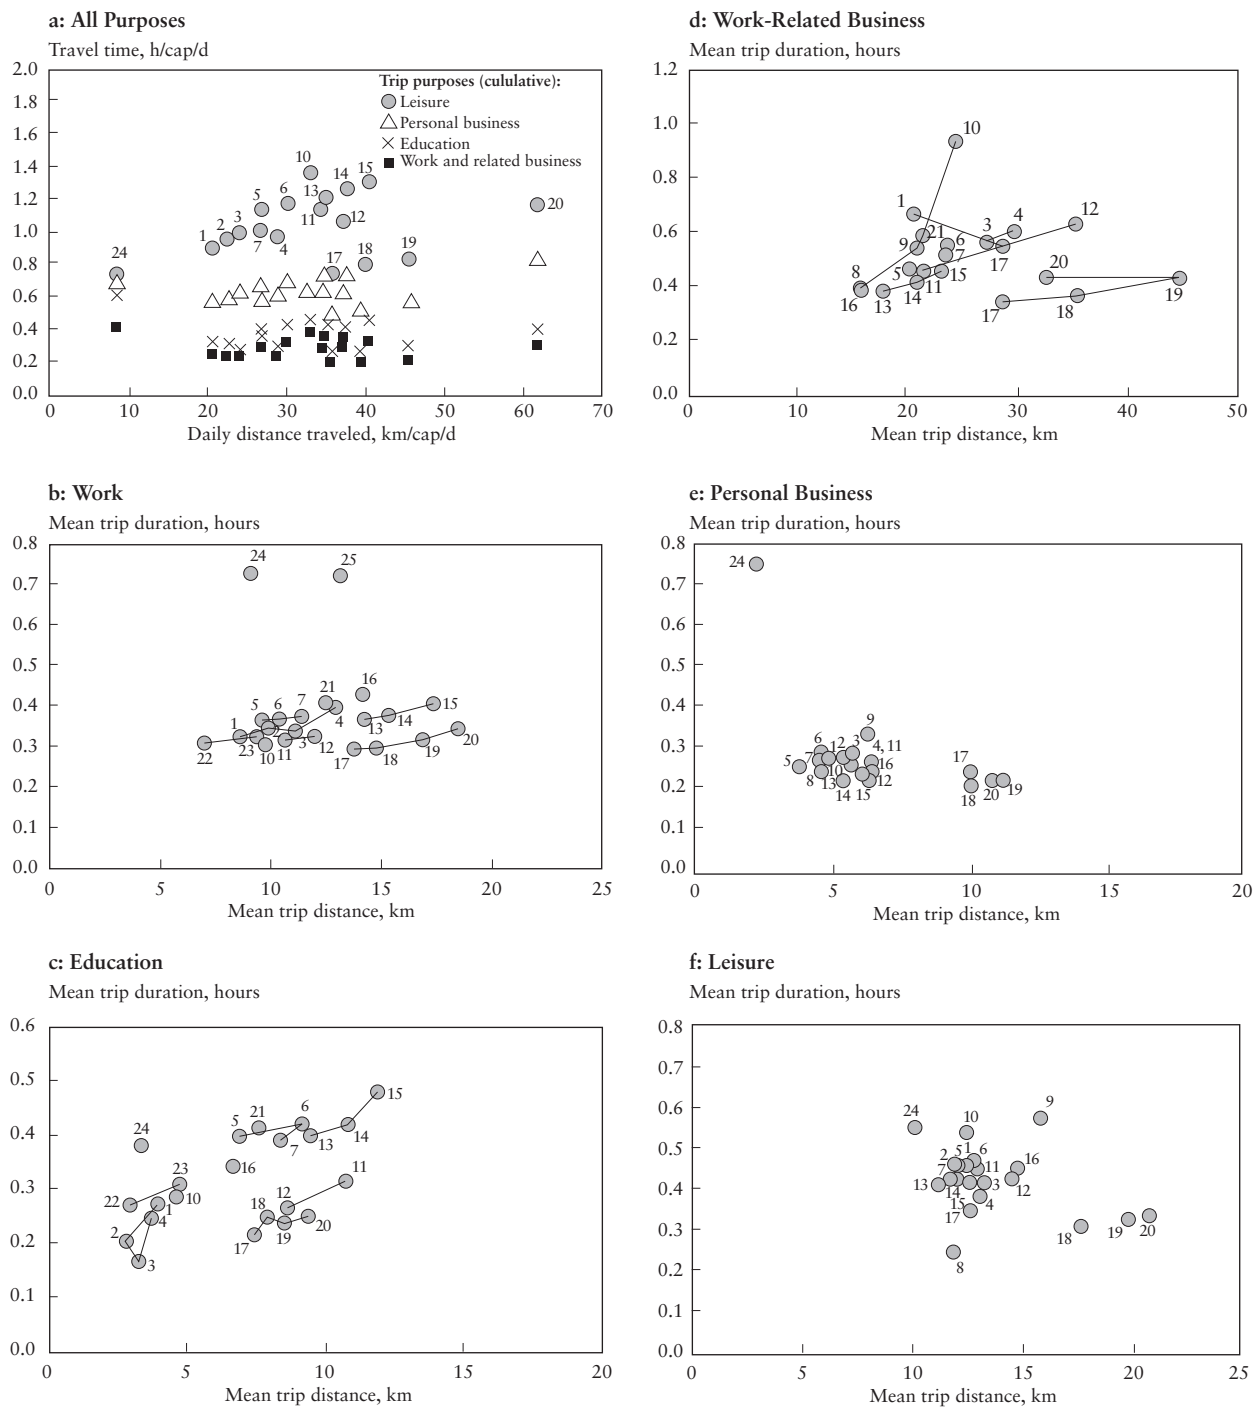 a: All Purposes
Travel time, h/cap/d
2.0
1.8
1.6
1.4
1.2
1.0
0.8
0.6
0.4
0.2
0.0
Trip purposes (cululative):
Leisure
Personal business
Education
Work and related business
10
14 15
6 13
5
11 12
20
1 2 3
7 4
24
17 18 19
0 10 20 30 40 50 60 70
Daily distance traveled, km/cap/d
d: Work-Related Business
Mean trip duration, hours
1.2
1.0
0.8
0.6
0.4
0.2
0.0
10
1
3 4 12
21
9 6
7 17
8 5 15 20
16 13 14 11
17 18 19
0 10 20 30 40 50
Mean trip distance, km
b: Work
Mean trip duration, hours
0.8
0.7
0.6
0.5
0.4
0.3
0.2
0.1
0.0
24 25
16
21
5 6 7 15
1 2 4 13 14
22 23 10 11 3 12 17 18 19 20
0 5 10 15 20 25
Mean trip distance, km
e: Personal Business
Mean trip duration, hours
0.8
0.7
0.6
0.5
0.4
0.3
0.2
0.1
0.0
24
9
6 1 2 3 4, 11
5 7 10 16 17
8 13 12
14 15 18 20 19
0 5 10 15 20
Mean trip distance, km
c: Education
Mean trip duration, hours
0.6
0.5
0.4
0.3
0.2
0.1
0.0
15
24 5 21 6
7 13 14
23 16 11
22 10
1 12
2 4 18
3 17 19 20
0 5 10 15 20
Mean trip distance, km
f: Leisure
Mean trip duration, hours
0.8
0.7
0.6
0.5
0.4
0.3
0.2
0.1
0.0
24 10 9
2 5 1 6
7 11 16
13 14 3 12
15 4
17
18 19 20
8
0 5 10 15 20 25
Mean trip distance, km